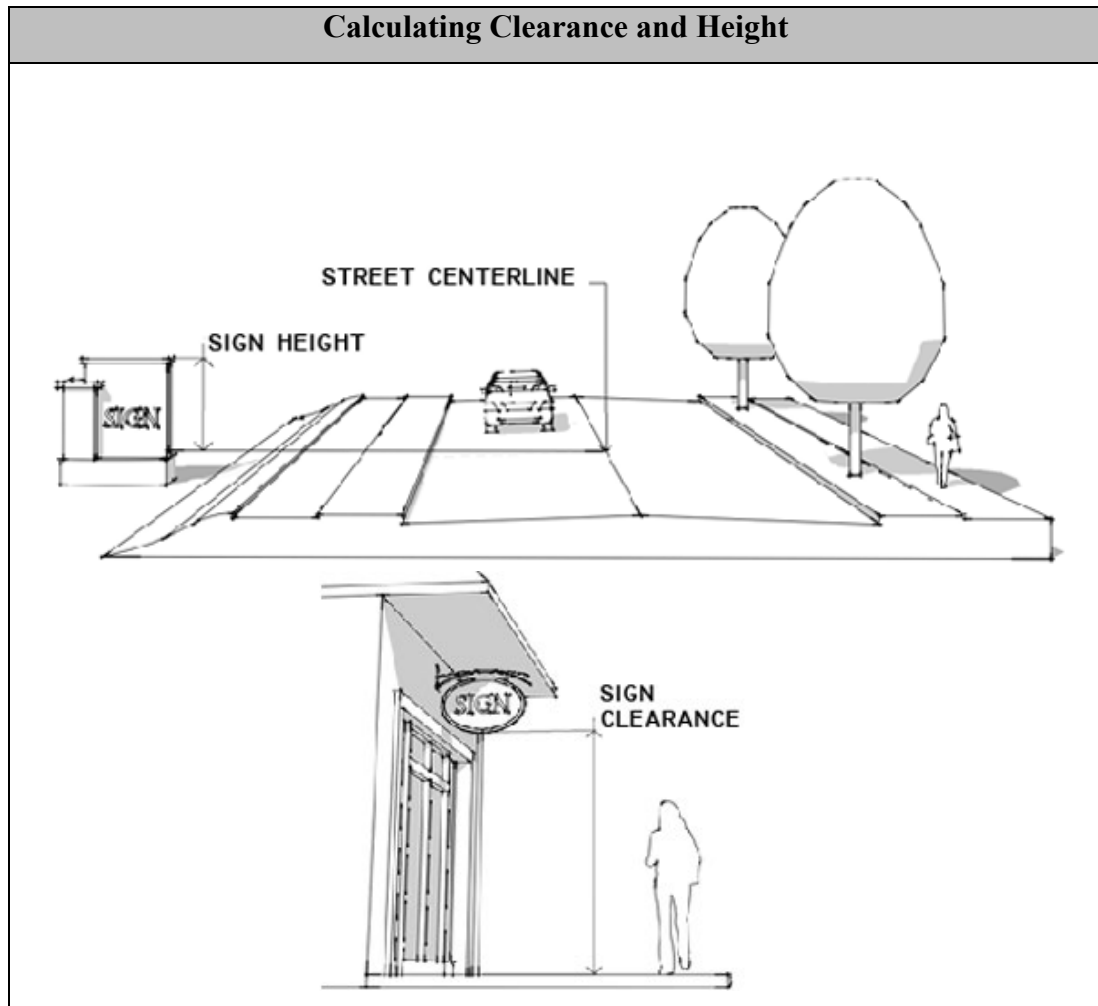 Calculating Clearance and Height
STREET CENTERLINE
SIGN HEIGHT
SIGN
SIGN
SIGN
CLEARANCE